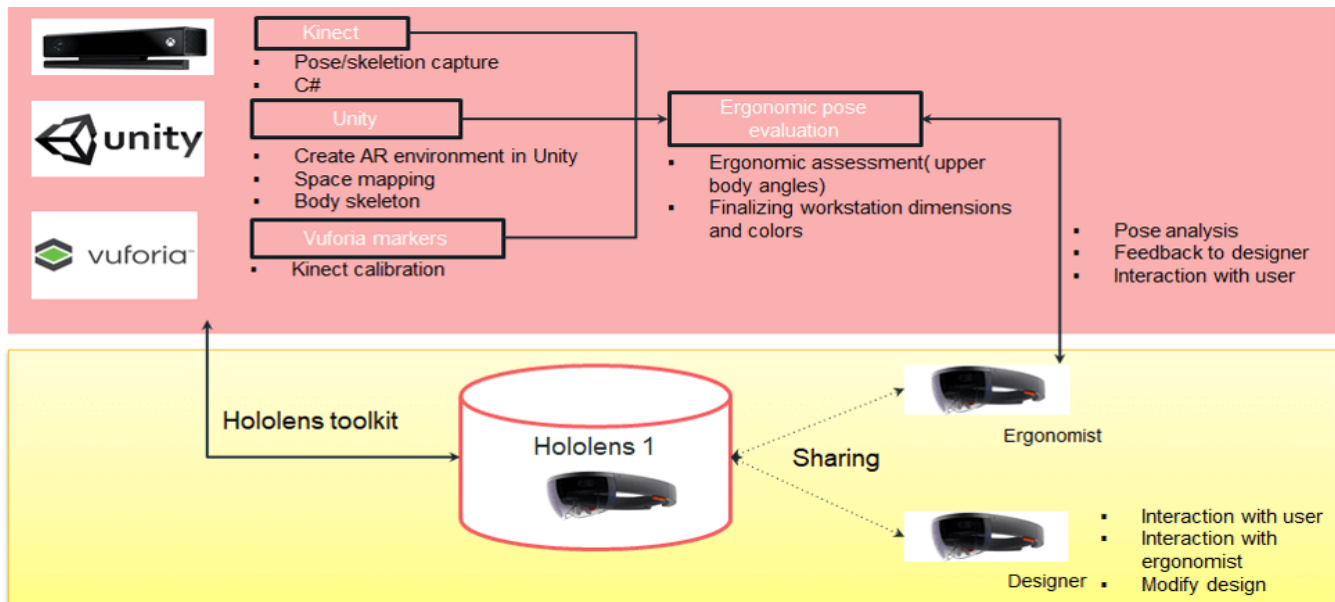 Kinect
▪ Pose/skeletion capture
▪ C#
unity
Unity
▪ Create AR environment in Unity
▪ Space mapping
▪ Body skeleton
vuforia™
Vuforia markers
▪ Kinect calibration
Ergonomic pose
evaluation
▪ Ergonomic assessment( upper
body angles)
▪ Finalizing workstation dimensions
and colors
▪ Pose analysis
▪ Feedback to designer
▪ Interaction with user
Hololens toolkit
Hololens 1
Sharing
Ergonomist
Designer
▪ Interaction with user
▪ Interaction with
ergonomist
▪ Modify design